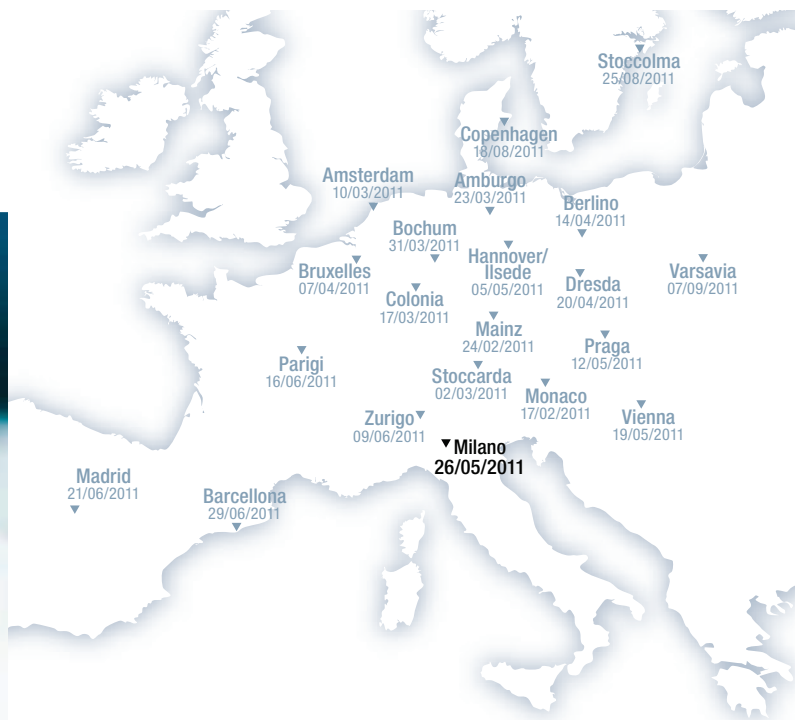 Stoccolma
25/08/2011
Copenhagen
18/08/2011
Amsterdam
10/03/2011
Amburgo
23/03/2011
Berlino
14/04/2011
Bochum
31/03/2011
Hannover/
Ilsede
05/05/2011
Bruxelles
07/04/2011
Varsavia
07/09/2011
Dresda
20/04/2011
Colonia
17/03/2011
Mainz
24/02/2011
Praga
12/05/2011
Parigi
16/06/2011
Stoccarda
02/03/2011
Monaco
17/02/2011
Vienna
19/05/2011
Zurigo
09/06/2011
Milano
26/05/2011
Madrid
21/06/2011
Barcellona
29/06/2011